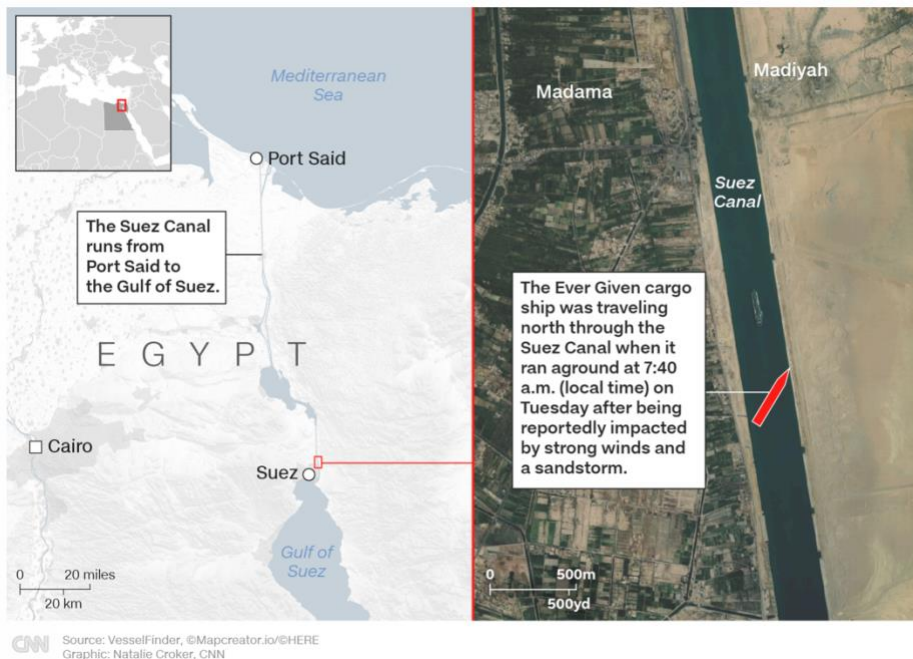 Mediterranean
Sea
Port Said
The Suez Canal
runs from
Port Said to
the Gulf of Suez.
EGYPT
Cairo
Suez
Gulf of
Suez
0 20 miles
20 km
Madama
Madiyah
Suez
Canal
The Ever Given cargo
ship was traveling
north through the
Suez Canal when it
ran aground at 7:40
a.m. (local time) on
Tuesday after being
reportedly impacted
by strong winds and
a sandstorm.
0 500m
500yd
CNN
Source: VesselFinder, ©Mapcreator.io/©HERE
Graphic: Natalie Croker, CNN